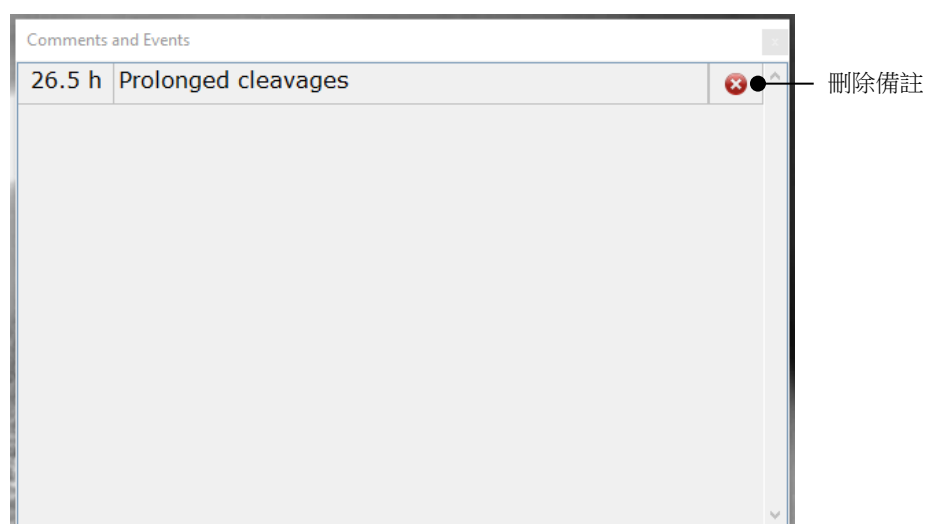 Comments and Events
26.5 h Prolonged cleavages
刪除備註